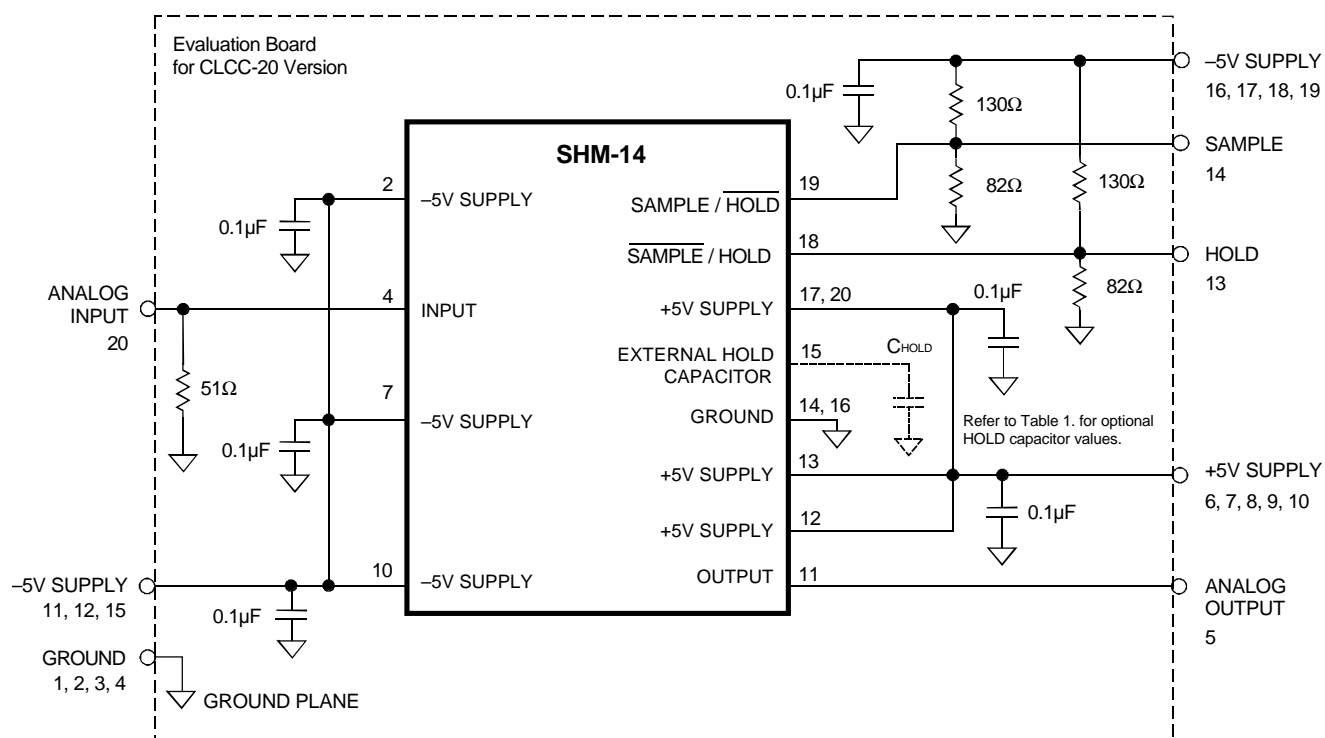 Evaluation Board
for CLCC-20 Version
–5V SUPPLY
16, 17, 18, 19
0.1µF
130Ω
SHM-14
SAMPLE
14
2
–5V SUPPLY
19
SAMPLE / HOLD
82Ω
130Ω
0.1µF
18
SAMPLE / HOLD
HOLD
13
ANALOG
INPUT
20
4
INPUT
17, 20
+5V SUPPLY
0.1µF
82Ω
15
EXTERNAL HOLD
CAPACITOR
CHOLD
51Ω
7
–5V SUPPLY
14, 16
GROUND
Refer to Table 1. for optional
HOLD capacitor values.
0.1µF
13
+5V SUPPLY
+5V SUPPLY
6, 7, 8, 9, 10
12
+5V SUPPLY
0.1µF
–5V SUPPLY
11, 12, 15
10
–5V SUPPLY
11
OUTPUT
ANALOG
OUTPUT
5
0.1µF
GROUND
1, 2, 3, 4
GROUND PLANE